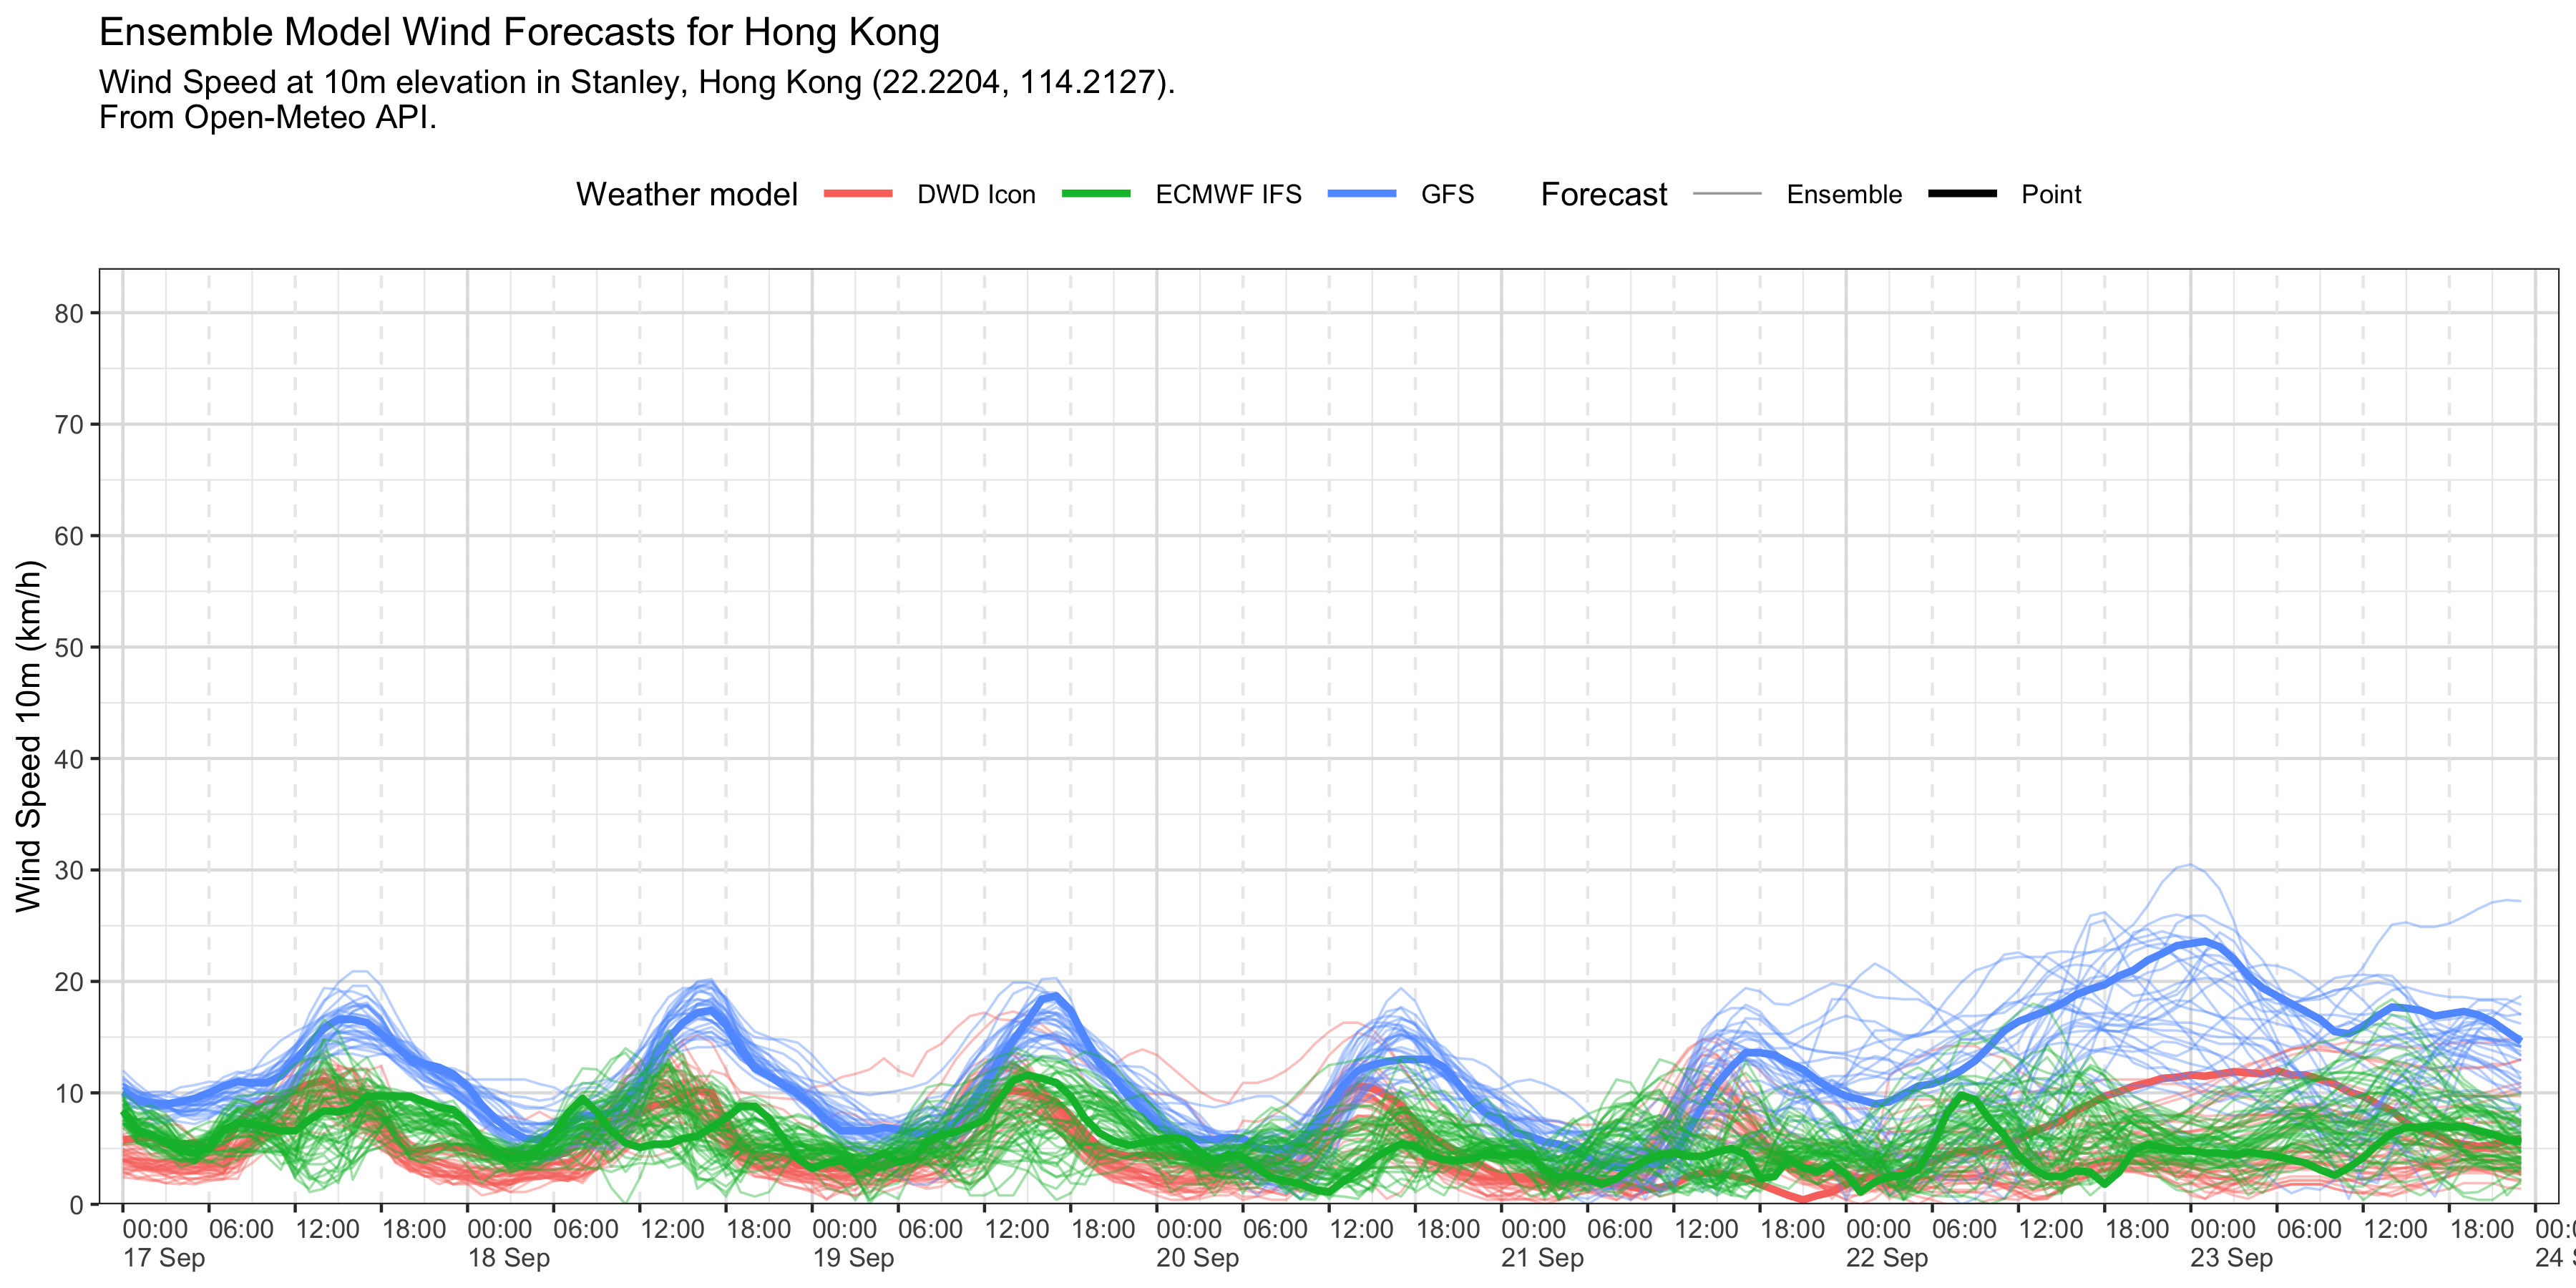 Ensemble Model Wind Forecasts for Hong Kong
Wind Speed at 10m elevation in Stanley, Hong Kong (22.2204, 114.2127).
From Open-Meteo API.
Weather model DWD Icon ECMWF IFS GFS Forecast Ensemble Point
Wind Speed 10m (km/h)
80
70
60
50
40
30
20
10
0
00:00 06:00 12:00 18:00 00:00 06:00 12:00 18:00 00:00 06:00 12:00 18:00 00:00 06:00 12:00 18:00 00:00 06:00 12:00 18:00 00:00 06:00 12:00 18:00 00:00 06:00 12:00 18:00
17 Sep 18 Sep 19 Sep 20 Sep 21 Sep 22 Sep 23 Sep 24